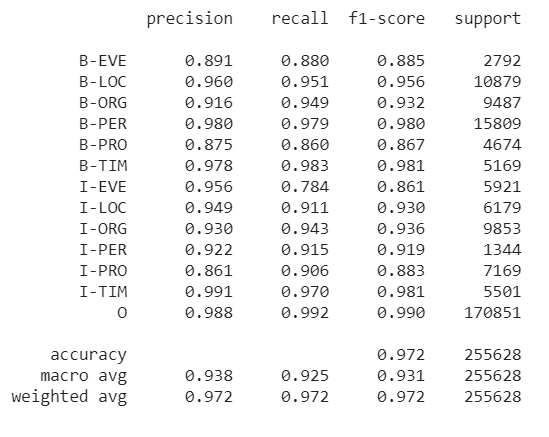 precision recall f1-score support
B-EVE 0.891 0.880 0.885 2792
B-LOC 0.960 0.951 0.956 10879
B-ORG 0.916 0.949 0.932 9487
B-PER 0.980 0.979 0.980 15809
B-PRO 0.875 0.860 0.867 4674
B-TIM 0.978 0.983 0.981 5169
I-EVE 0.956 0.784 0.861 5921
I-LOC 0.949 0.911 0.930 6179
I-ORG 0.930 0.943 0.936 9853
I-PER 0.922 0.915 0.919 1344
I-PRO 0.861 0.906 0.883 7169
I-TIM 0.991 0.970 0.981 5501
O 0.988 0.992 0.990 170851
accuracy 0.972 255628
macro avg 0.938 0.925 0.931 255628
weighted avg 0.972 0.972 0.972 255628